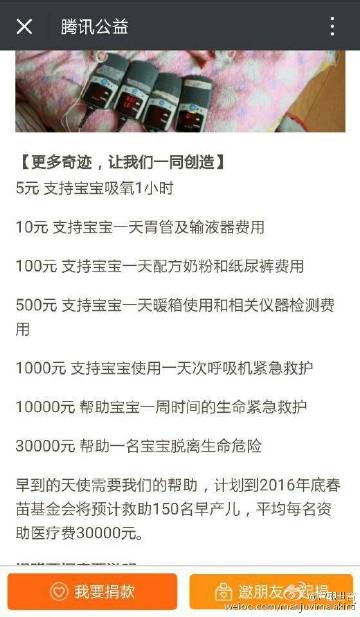 腾讯公益
【更多奇迹，让我们一同创造】
5元 支持宝宝吸氧1小时
10元 支持宝宝一天胃管及输液器费用
100元 支持宝宝一天配方奶粉和纸尿裤费用
500元 支持宝宝一天暖箱使用和相关仪器检测费
用
1000元 支持宝宝使用一天次呼吸机紧急救护
10000元 帮助宝宝一周时间的生命紧急救护
30000元 帮助一名宝宝脱离生命危险
早到的天使需要我们的帮助，计划到2016年底春
苗基金会将预计救助150名早产儿，平均每名资
助医疗费30000元。
我要捐款
邀朋友
捐